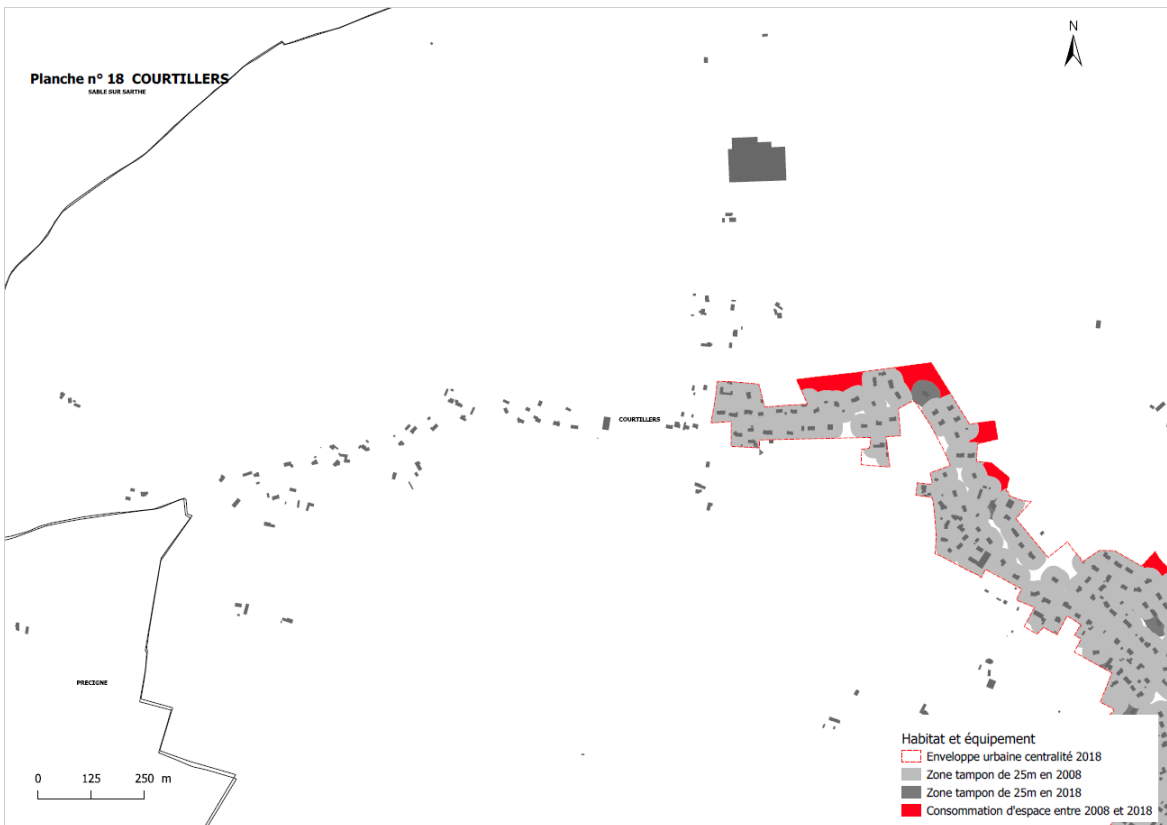 N
Planche n° 18 COURTILLERS
SABLE SUR SARTHE
COURTILLERS
PRECIGNE
0 125 250 m
Habitat et équipement
Enveloppe urbaine centralité 2018
Zone tampon de 25m en 2008
Zone tampon de 25m en 2018
Consommation d'espace entre 2008 et 2018